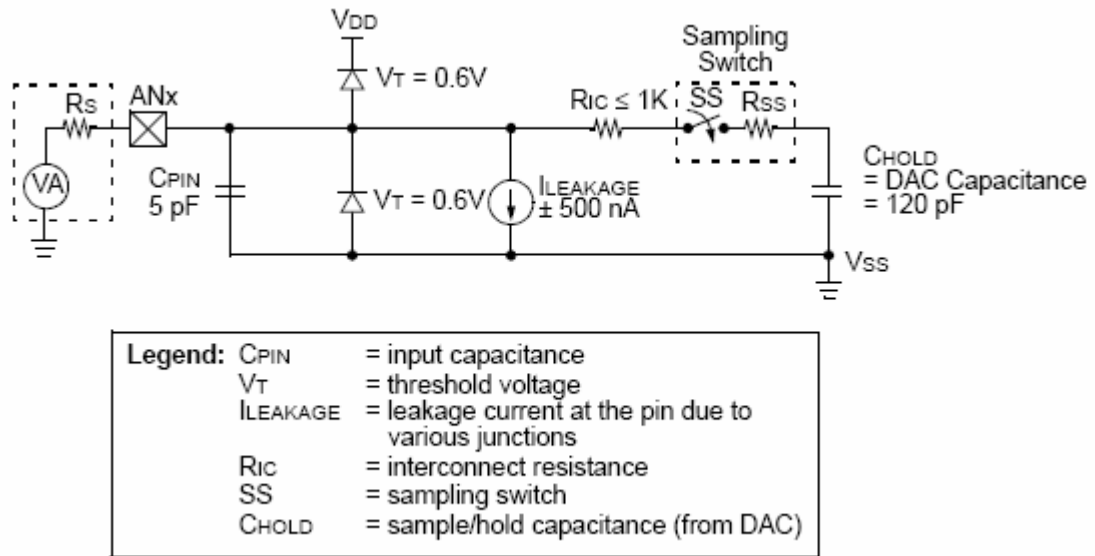 VDD
Sampling
Switch
VT = 0.6V
RS
ANx
RIC ≤ 1K
SS
RSS
VA
CPIN
5 pF
VT = 0.6V
ILEAKAGE
± 500 nA
CHOLD
= DAC Capacitance
= 120 pF
VSS
Legend: CPIN = input capacitance
VT = threshold voltage
ILEAKAGE = leakage current at the pin due to
various junctions
RIC = interconnect resistance
SS = sampling switch
CHOLD = sample/hold capacitance (from DAC)